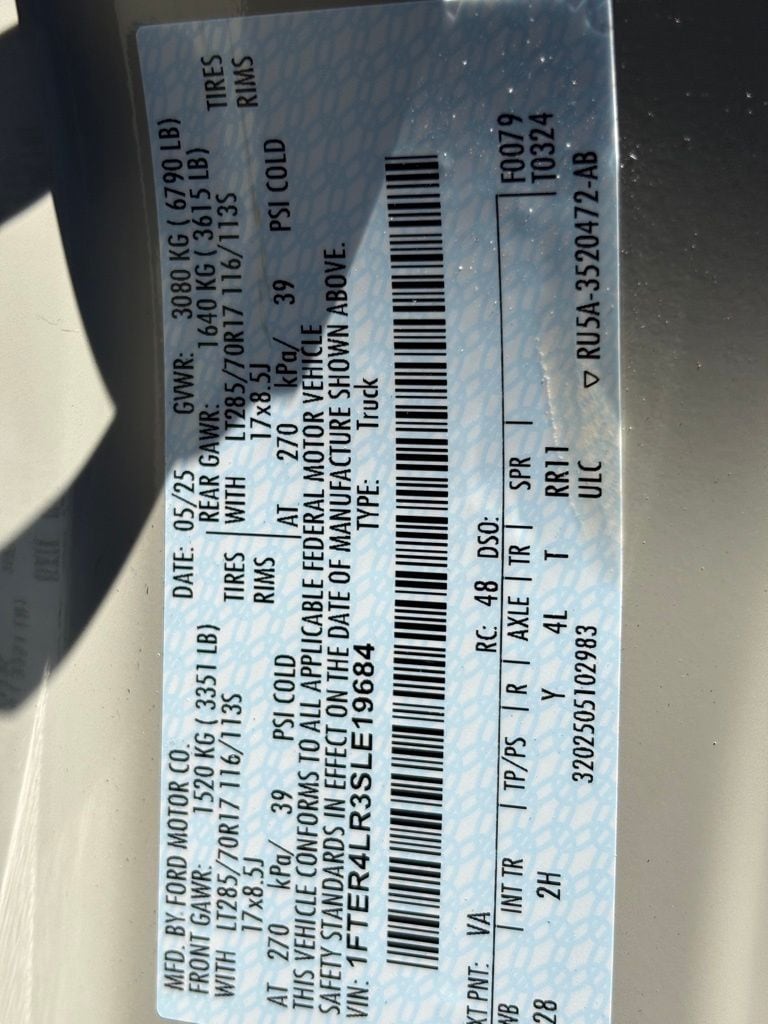 MFD. BY FORD MOTOR CO.
DATE: 05/25 GVWR: 3080 KG ( 6790 LB)
FRONT GAWR: 1520 KG ( 3351 LB)
REAR GAWR: 1640 KG ( 3615 LB)
WITH LT285/70R17 116/113S TIRES
WITH LT285/70R17 116/113S TIRES
17x8.5J RIMS
17x8.5J RIMS
AT 270 kPa/ 39 PSI COLD
AT 270 kPa/ 39 PSI COLD
THIS VEHICLE CONFORMS TO ALL APPLICABLE FEDERAL MOTOR VEHICLE
SAFETY STANDARDS IN EFFECT ON THE DATE OF MANUFACTURE SHOWN ABOVE.
VIN: 1FTER4LR3SLE19684 TYPE: Truck
XT PNT: VA RC: 48 DSO: F0079
WB | INT TR | TP/PS | R | AXLE | TR | SPR | T0324
28 2H Y 4L T RR11
3202505102983 ULC ▽ RU5A-3520472-AB